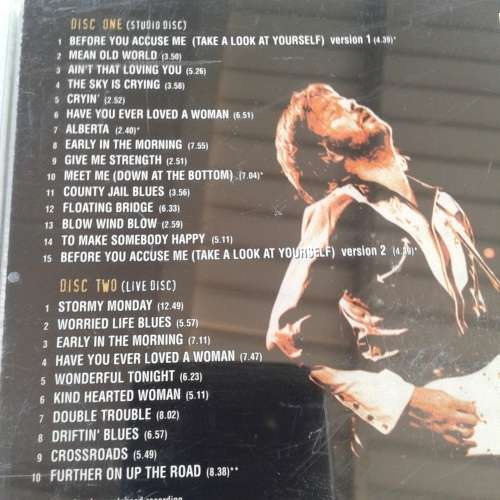 DISC ONE (STUDIO DISC)
1 BEFORE YOU ACCUSE ME (TAKE A LOOK AT YOURSELF) version 1 (4.39)*
2 MEAN OLD WORLD (3.50)
3 AIN'T THAT LOVING YOU (5.26)
4 THE SKY IS CRYING (3.58)
5 CRYIN' (2.52)
6 HAVE YOU EVER LOVED A WOMAN (6.51)
7 ALBERTA (2.40)*
8 EARLY IN THE MORNING (7.55)
9 GIVE ME STRENGTH (2.51)
10 MEET ME (DOWN AT THE BOTTOM) (7.04)*
11 COUNTY JAIL BLUES (3.56)
12 FLOATING BRIDGE (6.33)
13 BLOW WIND BLOW (2.59)
14 TO MAKE SOMEBODY HAPPY (5.11)
15 BEFORE YOU ACCUSE ME (TAKE A LOOK AT YOURSELF) version 2
DISC TWO (LIVE DISC)
1 STORMY MONDAY (12.49)
2 WORRIED LIFE BLUES (5.57)
3 EARLY IN THE MORNING (7.11)
4 HAVE YOU EVER LOVED A WOMAN (7.47)
5 WONDERFUL TONIGHT (6.23)
6 KIND HEARTED WOMAN (5.11)
7 DOUBLE TROUBLE (8.02)
8 DRIFTIN' BLUES (6.57)
9 CROSSROADS (5.49)
10 FURTHER ON UP THE ROAD (8.38)**